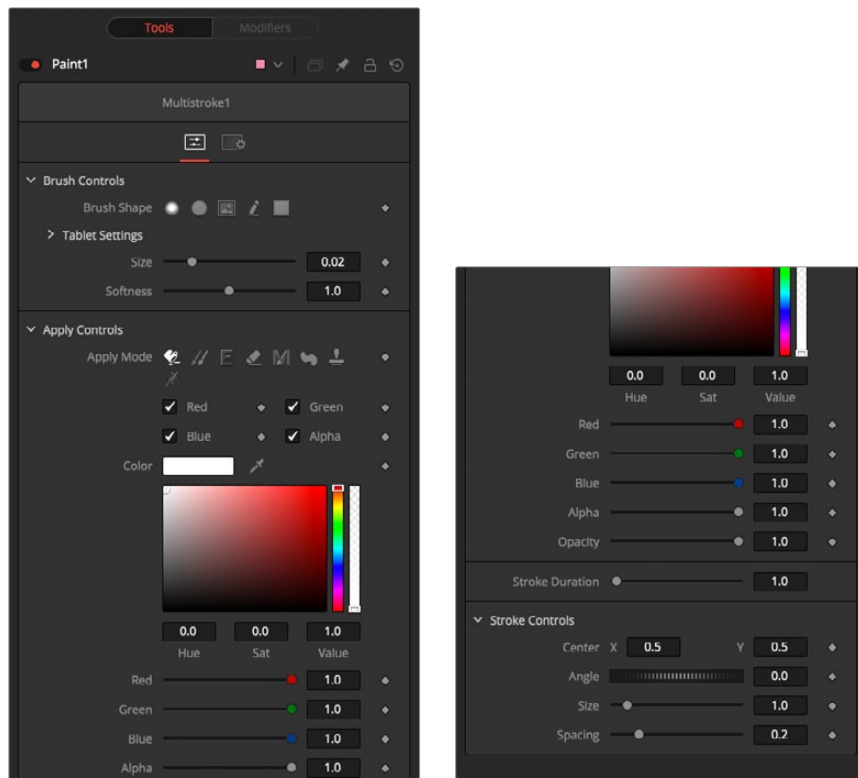 Tools Modifiers
Paint1
Multistroke1
Brush Controls
Brush Shape
Tablet Settings
Size 0.02
Softness 1.0
Apply Controls
Apply Mode
Red Green
Blue Alpha
Color
0.0 0.0 1.0
Hue Sat Value
Red 1.0
Green 1.0
Blue 1.0
Alpha 1.0
0.0 0.0 1.0
Hue Sat Value
Red 1.0
Green 1.0
Blue 1.0
Alpha 1.0
Opacity 1.0
Stroke Duration 1.0
Stroke Controls
Center X 0.5 Y 0.5
Angle 0.0
Size 1.0
Spacing 0.2